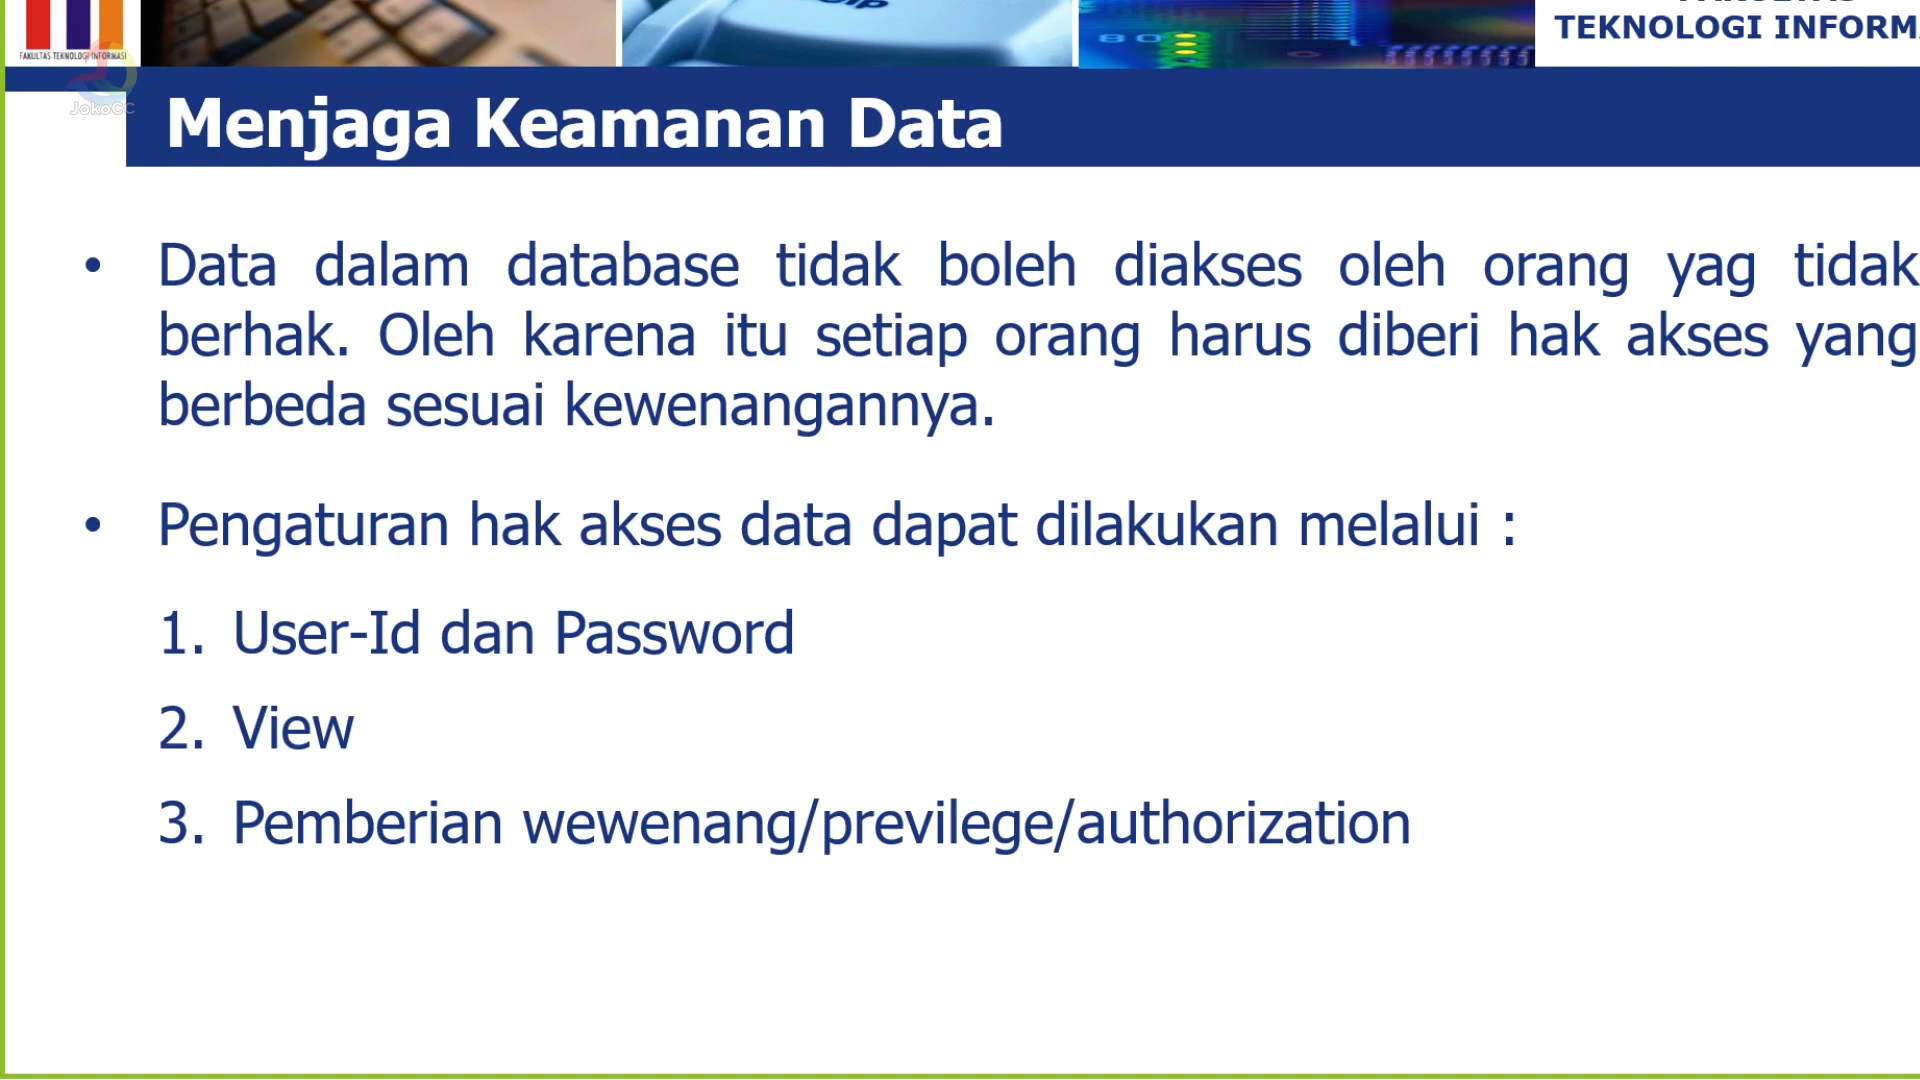 FAKULTAS TEKNOLOGI INFORMASI
TEKNOLOGI INFORM
JokoCC
Menjaga Keamanan Data
• Data dalam database tidak boleh diakses oleh orang yag tidak
berhak. Oleh karena itu setiap orang harus diberi hak akses yang
berbeda sesuai kewenangannya.
• Pengaturan hak akses data dapat dilakukan melalui :
1. User-Id dan Password
2. View
3. Pemberian wewenang/previlege/authorization